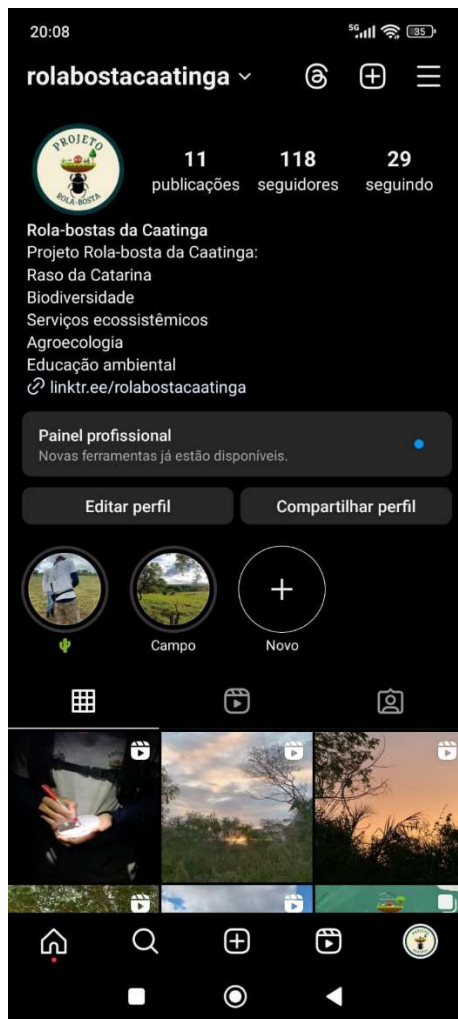 20:08
5G
35
rolabostacaatinga
PROJETO
ROLA-BOSTA
11
118
29
publicações
seguidores
seguindo
Rola-bostas da Caatinga
Projeto Rola-bosta da Caatinga:
Raso da Catarina
Biodiversidade
Serviços ecossistêmicos
Agroecologia
Educação ambiental
linktr.ee/rolabostacaatinga
Painel profissional
Novas ferramentas já estão disponíveis.
Editar perfil
Compartilhar perfil
Campo
Novo